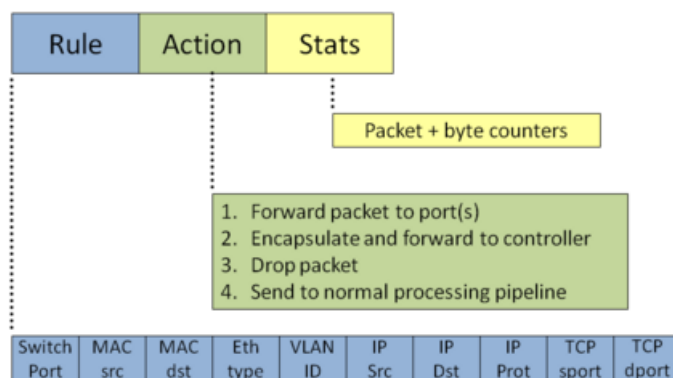 Rule Action Stats
Packet + byte counters
1. Forward packet to port(s)
2. Encapsulate and forward to controller
3. Drop packet
4. Send to normal processing pipeline
Switch MAC MAC Eth VLAN IP IP IP TCP TCP
Port src dst type ID Src Dst Prot sport dport